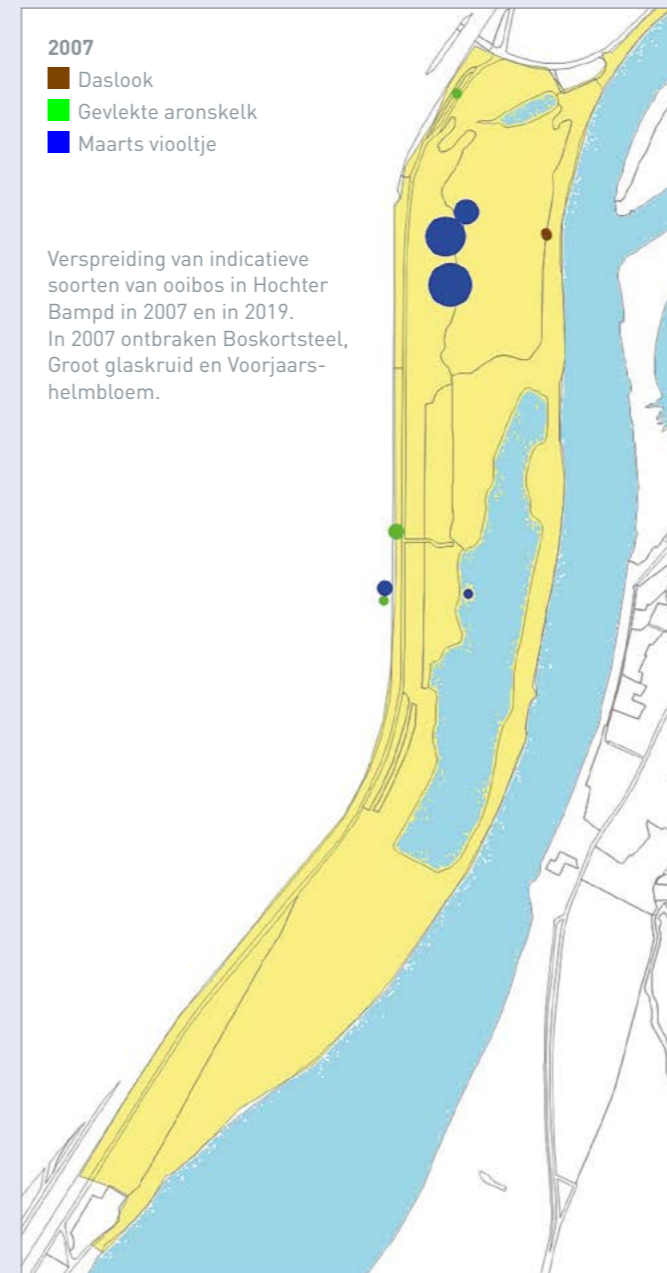 2007
Daslook
Gevlekte aronskelk
Maarts viooltje
Verspreiding van indicatieve
soorten van ooibos in Hochter
Bampd in 2007 en in 2019.
In 2007 ontbraken Boskortsteel,
Groot glaskruid en Voorjaars-
helmbloem.